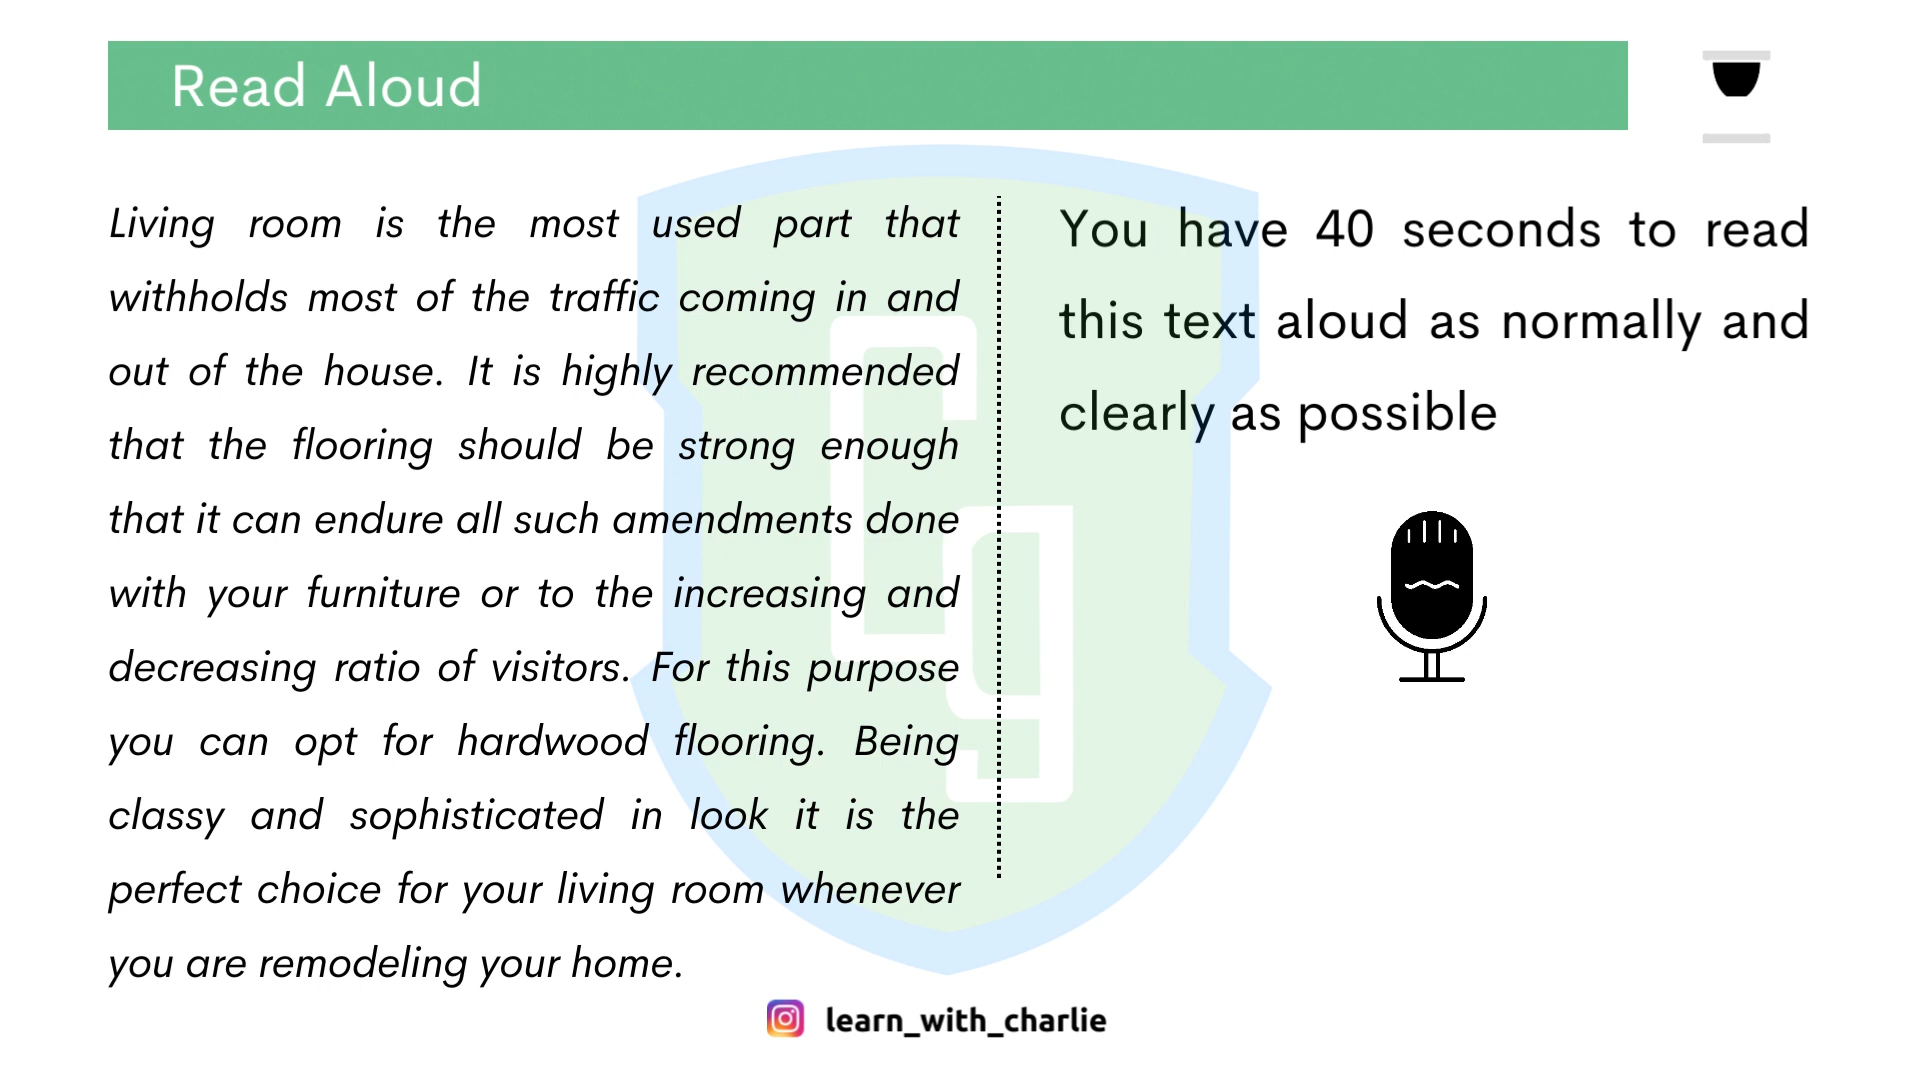 Read Aloud
Living room is the most used part that
withholds most of the traffic coming in and
out of the house. It is highly recommended
that the flooring should be strong enough
that it can endure all such amendments done
with your furniture or to the increasing and
decreasing ratio of visitors. For this purpose
you can opt for hardwood flooring. Being
classy and sophisticated in look it is the
perfect choice for your living room whenever
you are remodeling your home.
You have 40 seconds to read
this text aloud as normally and
clearly as possible
Cg
learn_with_charlie